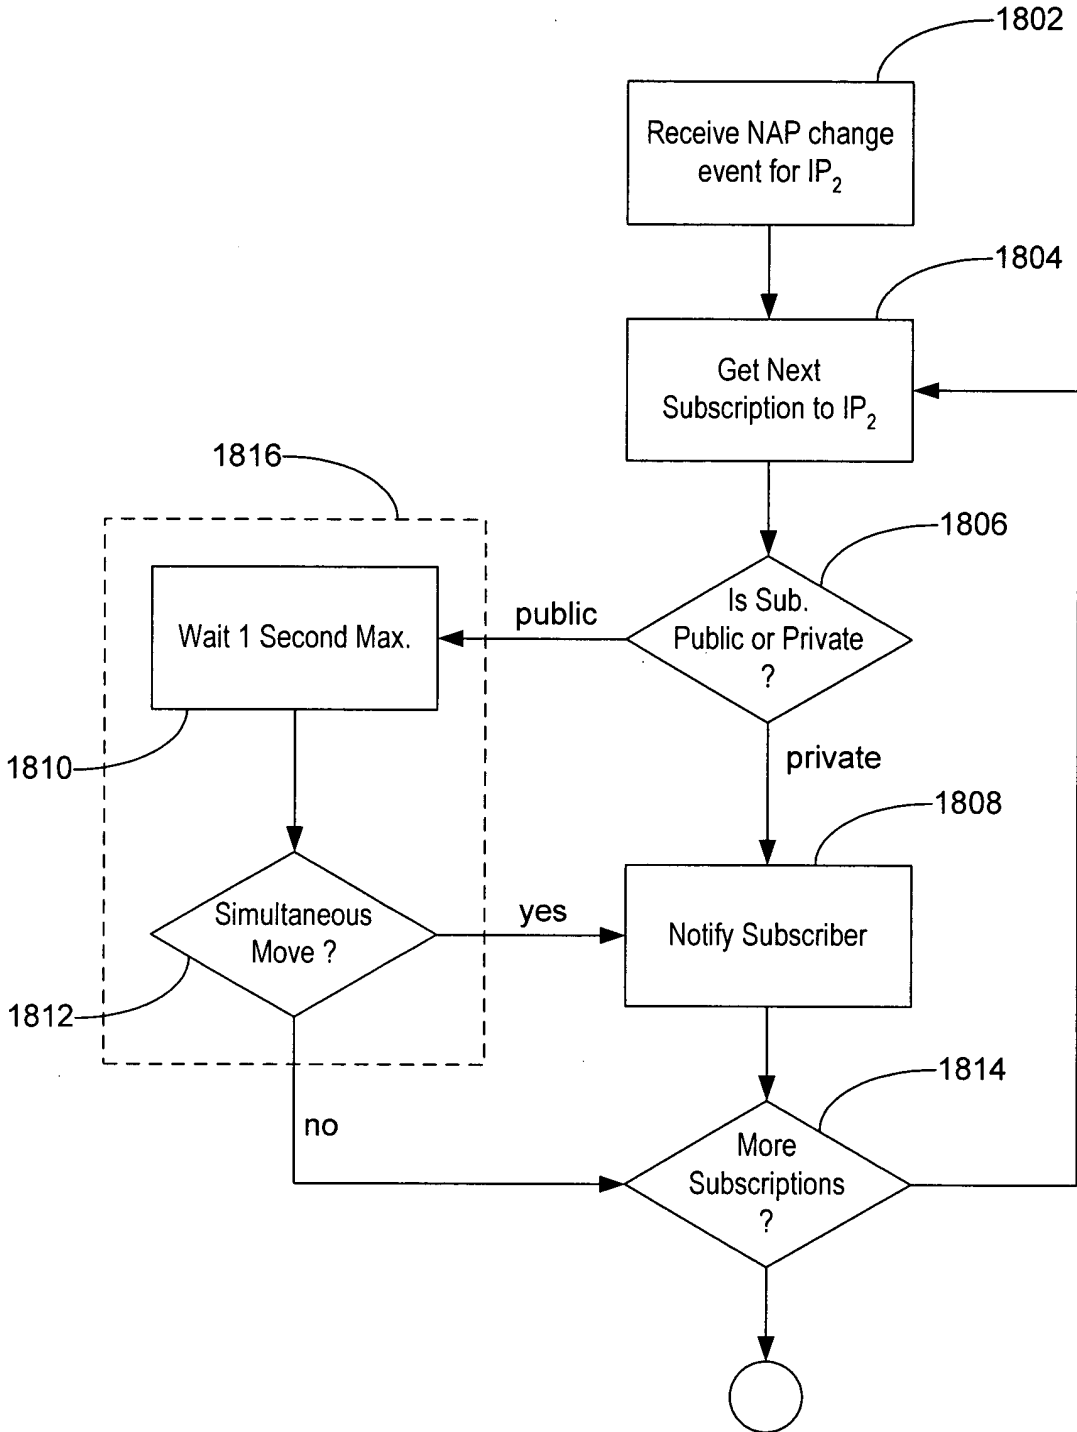 1802
Receive NAP change
event for IP2
1804
Get Next
Subscription to IP2
1816
1806
Is Sub.
Public or Private
?
public
Wait 1 Second Max.
1810
private
1808
Simultaneous
Move ?
yes
Notify Subscriber
1812
1814
no
More
Subscriptions
?